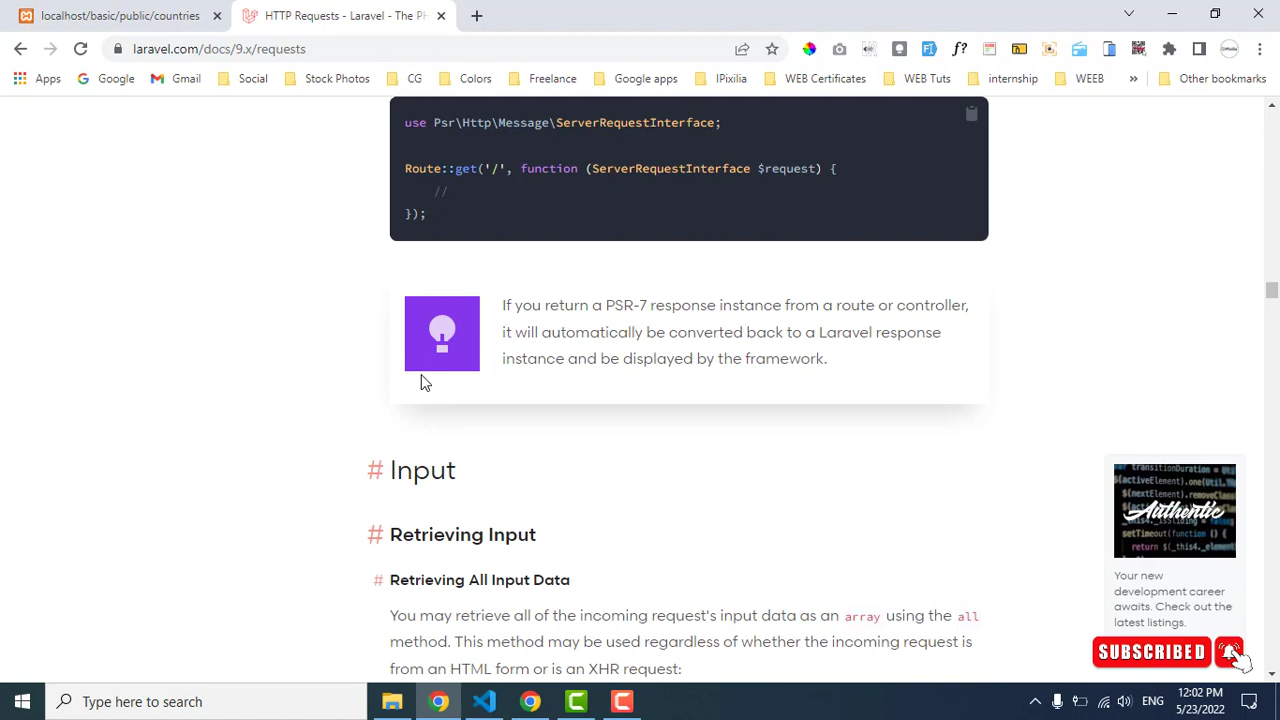 localhost/basic/public/countries
HTTP Requests - Laravel - The PH
laravel.com/docs/9.x/requests
Apps
Google
Gmail
Social
Stock Photos
CG
Colors
Freelance
Google apps
1Pixilia
WEB Certificates
WEB Tuts
internship
WEEB
»
Other bookmarks
use Psr\Http\Message\ServerRequestInterface;
Route::get('/', function (ServerRequestInterface $request) {
//
});
If you return a PSR-7 response instance from a route or controller,
it will automatically be converted back to a Laravel response
instance and be displayed by the framework.
# Input
# Retrieving Input
# Retrieving All Input Data
You may retrieve all of the incoming request's input data as an array using the all
method. This method may be used regardless of whether the incoming request is
from an HTML form or is an XHR request:
Authentic
Your new
development career
awaits. Check out the
latest listings.
SUBSCRIBED
Type here to search
ENG
12:02 PM
5/23/2022